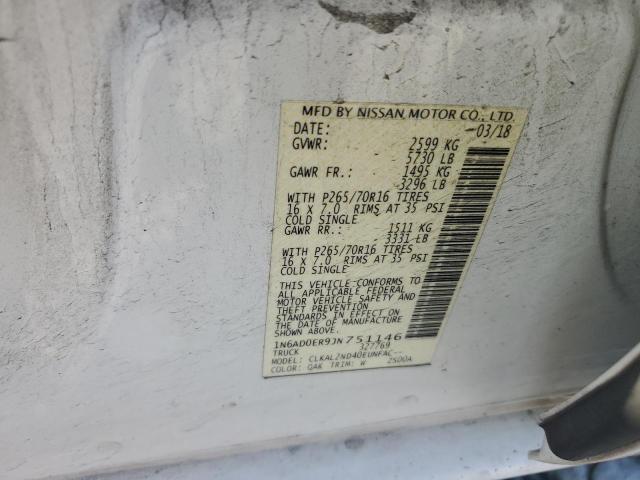 MFD BY NISSAN MOTOR CO., LTD.
DATE: 03/18
GVWR: 2599 KG
5730 LB
GAWR FR.: 1495 KG
3296 LB
WITH P265/70R16 TIRES
16 X 7.0 RIMS AT 35 PSI
COLD SINGLE
GAWR RR.: 1511 KG
3331 LB
WITH P265/70R16 TIRES
16 X 7.0 RIMS AT 35 PSI
COLD SINGLE
THIS VEHICLE CONFORMS TO
ALL APPLICABLE FEDERAL
MOTOR VEHICLE SAFETY AND
THEFT PREVENTION
STANDARDS IN EFFECT ON
THE DATE OF MANUFACTURE
SHOWN ABOVE.
1N6AD0ER9JN751146
TRUCK 327769
MODEL: CLKALZND40EUNFAC--
COLOR: QAK TRIM: W 2500A